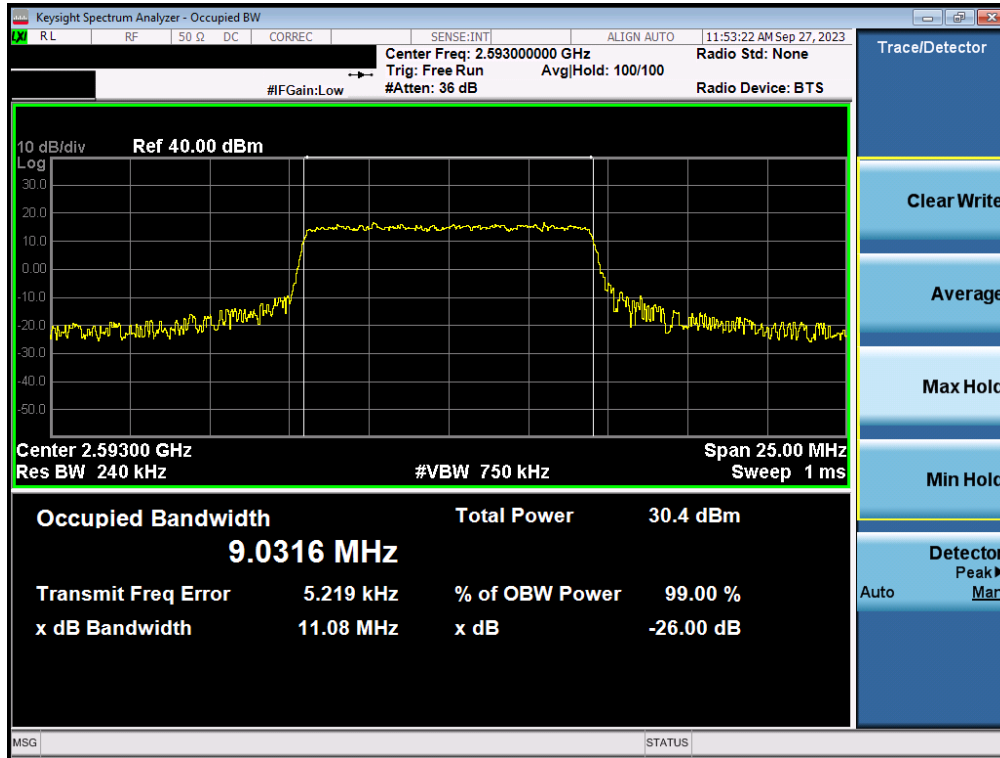 Keysight Spectrum Analyzer - Occupied BW
LXI RL RF 50 Ω DC CORREC SENSE:INT ALIGN AUTO 11:53:22 AM Sep 27, 2023
Center Freq: 2.593000000 GHz Radio Std: None
Trig: Free Run Avg|Hold: 100/100
#IFGain:Low #Atten: 36 dB Radio Device: BTS
10 dB/div Ref 40.00 dBm
Log
30.0
20.0
10.0
0.00
-10.0
-20.0
-30.0
-40.0
-50.0
Center 2.59300 GHz Span 25.00 MHz
Res BW 240 kHz #VBW 750 kHz Sweep 1 ms
Occupied Bandwidth Total Power 30.4 dBm
9.0316 MHz
Transmit Freq Error 5.219 kHz % of OBW Power 99.00 %
x dB Bandwidth 11.08 MHz x dB -26.00 dB
MSG STATUS
Trace/Detector
Clear Write
Average
Max Hold
Min Hold
Detector
Peak
Auto Man